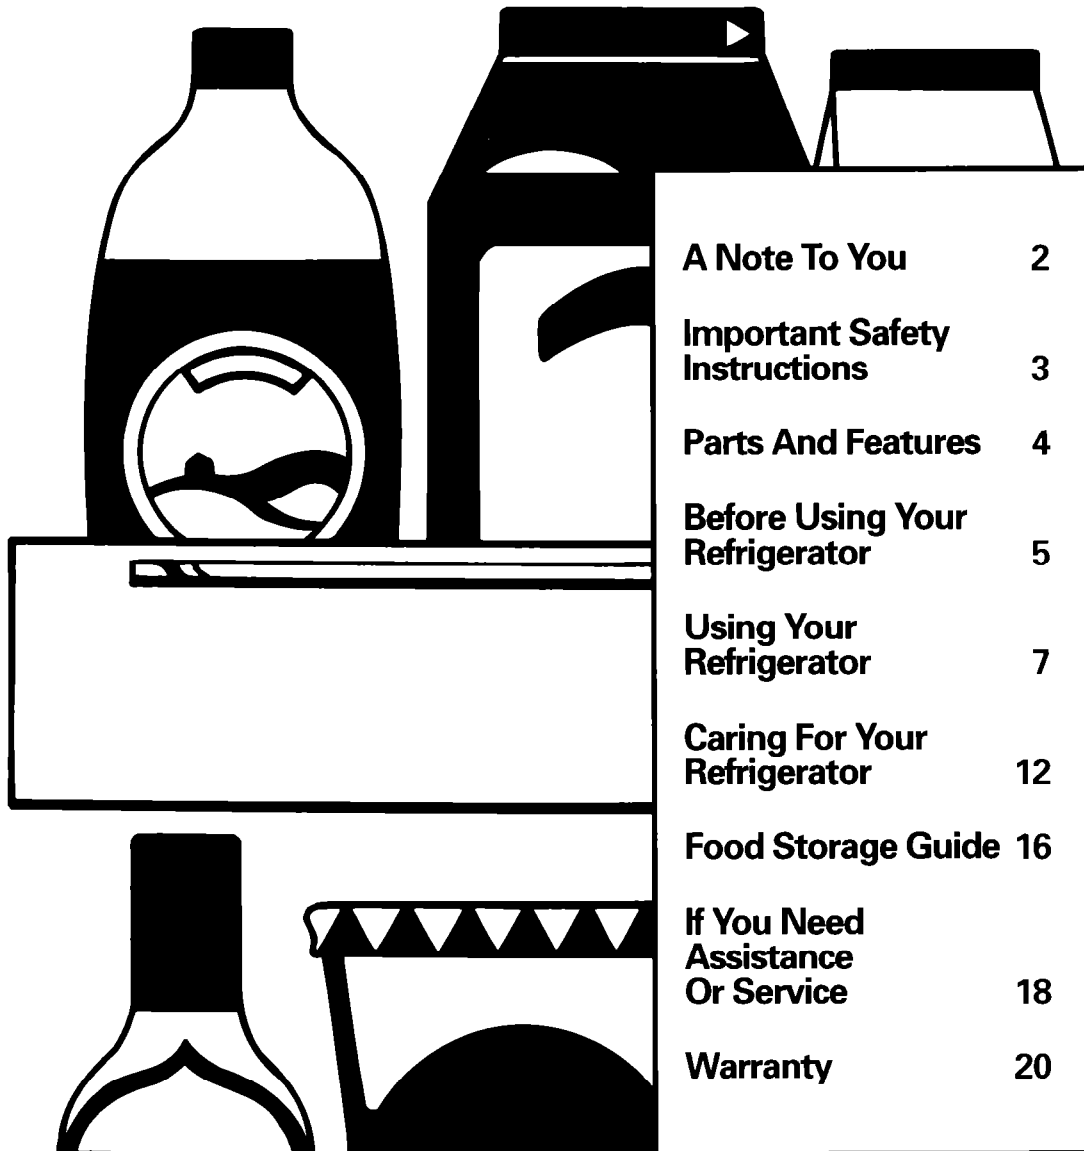 A Note To You 2
Important Safety
Instructions 3
Parts And Features 4
Before Using Your
Refrigerator 5
Using Your
Refrigerator 7
Caring For Your
Refrigerator 12
Food Storage Guide 16
If You Need
Assistance
Or Service 18
Warranty 20